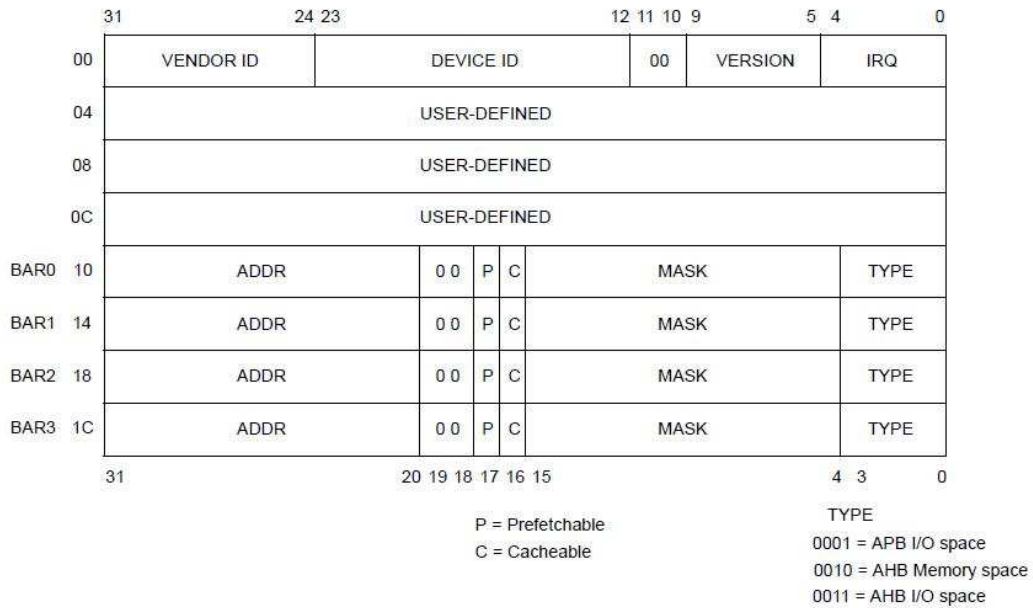 31 24 23 12 11 10 9 5 4 0
00 VENDOR ID DEVICE ID 00 VERSION IRQ
04 USER-DEFINED
08 USER-DEFINED
0C USER-DEFINED
BAR0 10 ADDR 0 0 P C MASK TYPE
BAR1 14 ADDR 0 0 P C MASK TYPE
BAR2 18 ADDR 0 0 P C MASK TYPE
BAR3 1C ADDR 0 0 P C MASK TYPE
31 20 19 18 17 16 15 4 3 0
P = Prefetchable
C = Cacheable
TYPE
0001 = APB I/O space
0010 = AHB Memory space
0011 = AHB I/O space